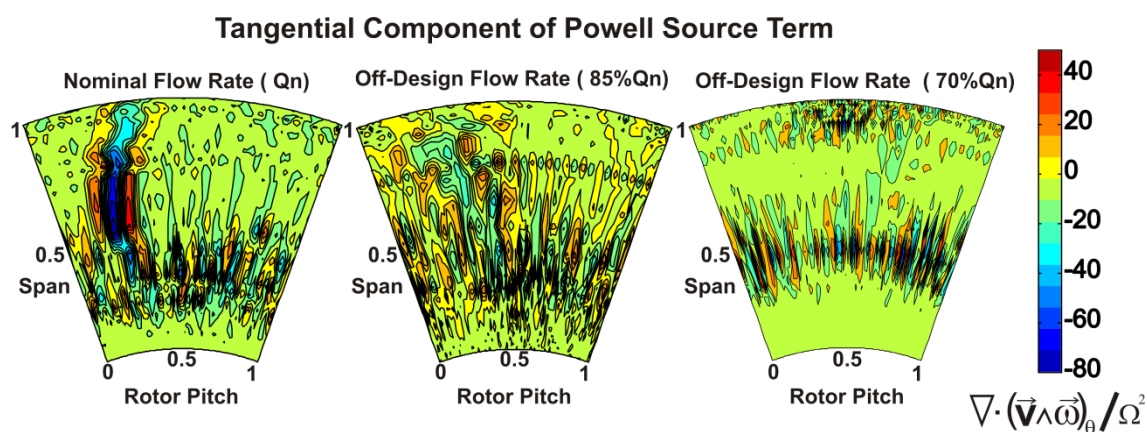 Tangential Component of Powell Source Term
Nominal Flow Rate ( Qn)
Off-Design Flow Rate ( 85%Qn)
Off-Design Flow Rate ( 70%Qn)
1
0.5
Span
0
0.5
1
Rotor Pitch
1
0.5
Span
0
0.5
1
Rotor Pitch
1
0.5
Span
0
0.5
1
Rotor Pitch
40
20
0
-20
-40
-60
-80
∇·(v⃗∧ω⃗)θ/Ω²